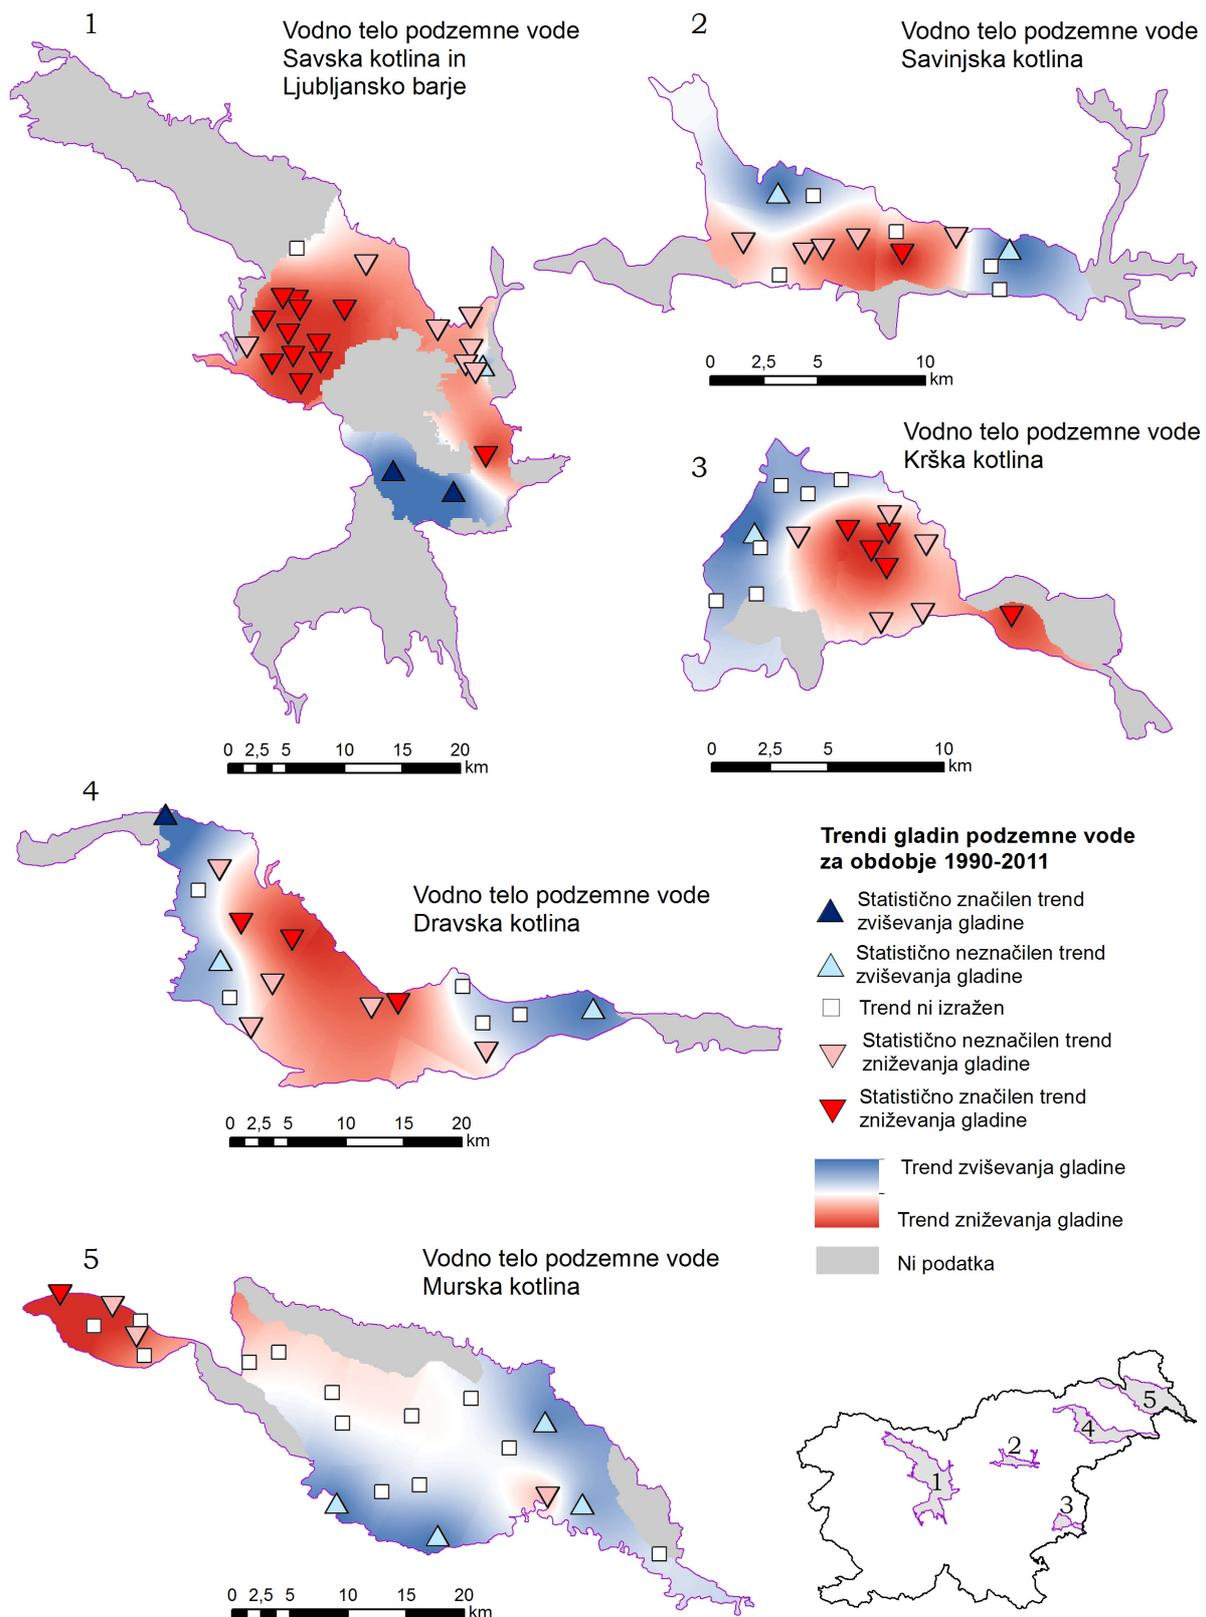 1
Vodno telo podzemne vode
Savska kotlina in
Ljubljansko barje
0 2,5 5 10 15 20
km
2
Vodno telo podzemne vode
Savinjska kotlina
0 2,5 5 10
km
3
Vodno telo podzemne vode
Krška kotlina
0 2,5 5 10
km
4
Vodno telo podzemne vode
Dravska kotlina
0 2,5 5 10 15 20
km
Trendi gladin podzemne vode
za obdobje 1990-2011
Statistično značilen trend
zviševanja gladine
Statistično neznačilen trend
zviševanja gladine
Trend ni izražen
Statistično neznačilen trend
zniževanja gladine
Statistično značilen trend
zniževanja gladine
Trend zviševanja gladine
Trend zniževanja gladine
Ni podatka
5
Vodno telo podzemne vode
Murska kotlina
0 2,5 5 10 15 20
km
5
4
2
1
3